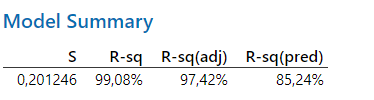 Model Summary
S R-sq R-sq(adj) R-sq(pred)
0,201246 99,08% 97,42% 85,24%